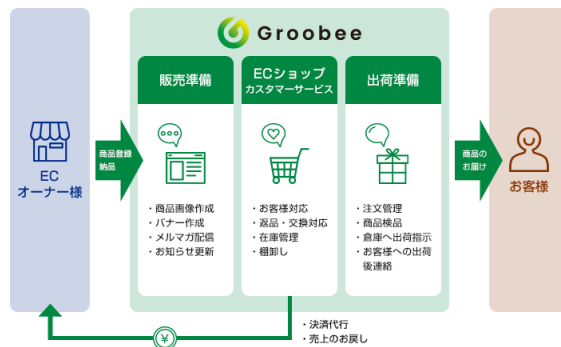 Groobee
EC
オーナー様
商品登録
納品
販売準備
・商品画像作成
・バナー作成
・メルマガ配信
・お知らせ更新
ECショップ
カスタマーサービス
・お客様対応
・返品・交換対応
・在庫管理
・棚卸し
出荷準備
・注文管理
・商品検品
・倉庫へ出荷指示
・お客様への出荷
後連絡
商品の
お届け
お客様
¥
・決済代行
・売上のお戻し